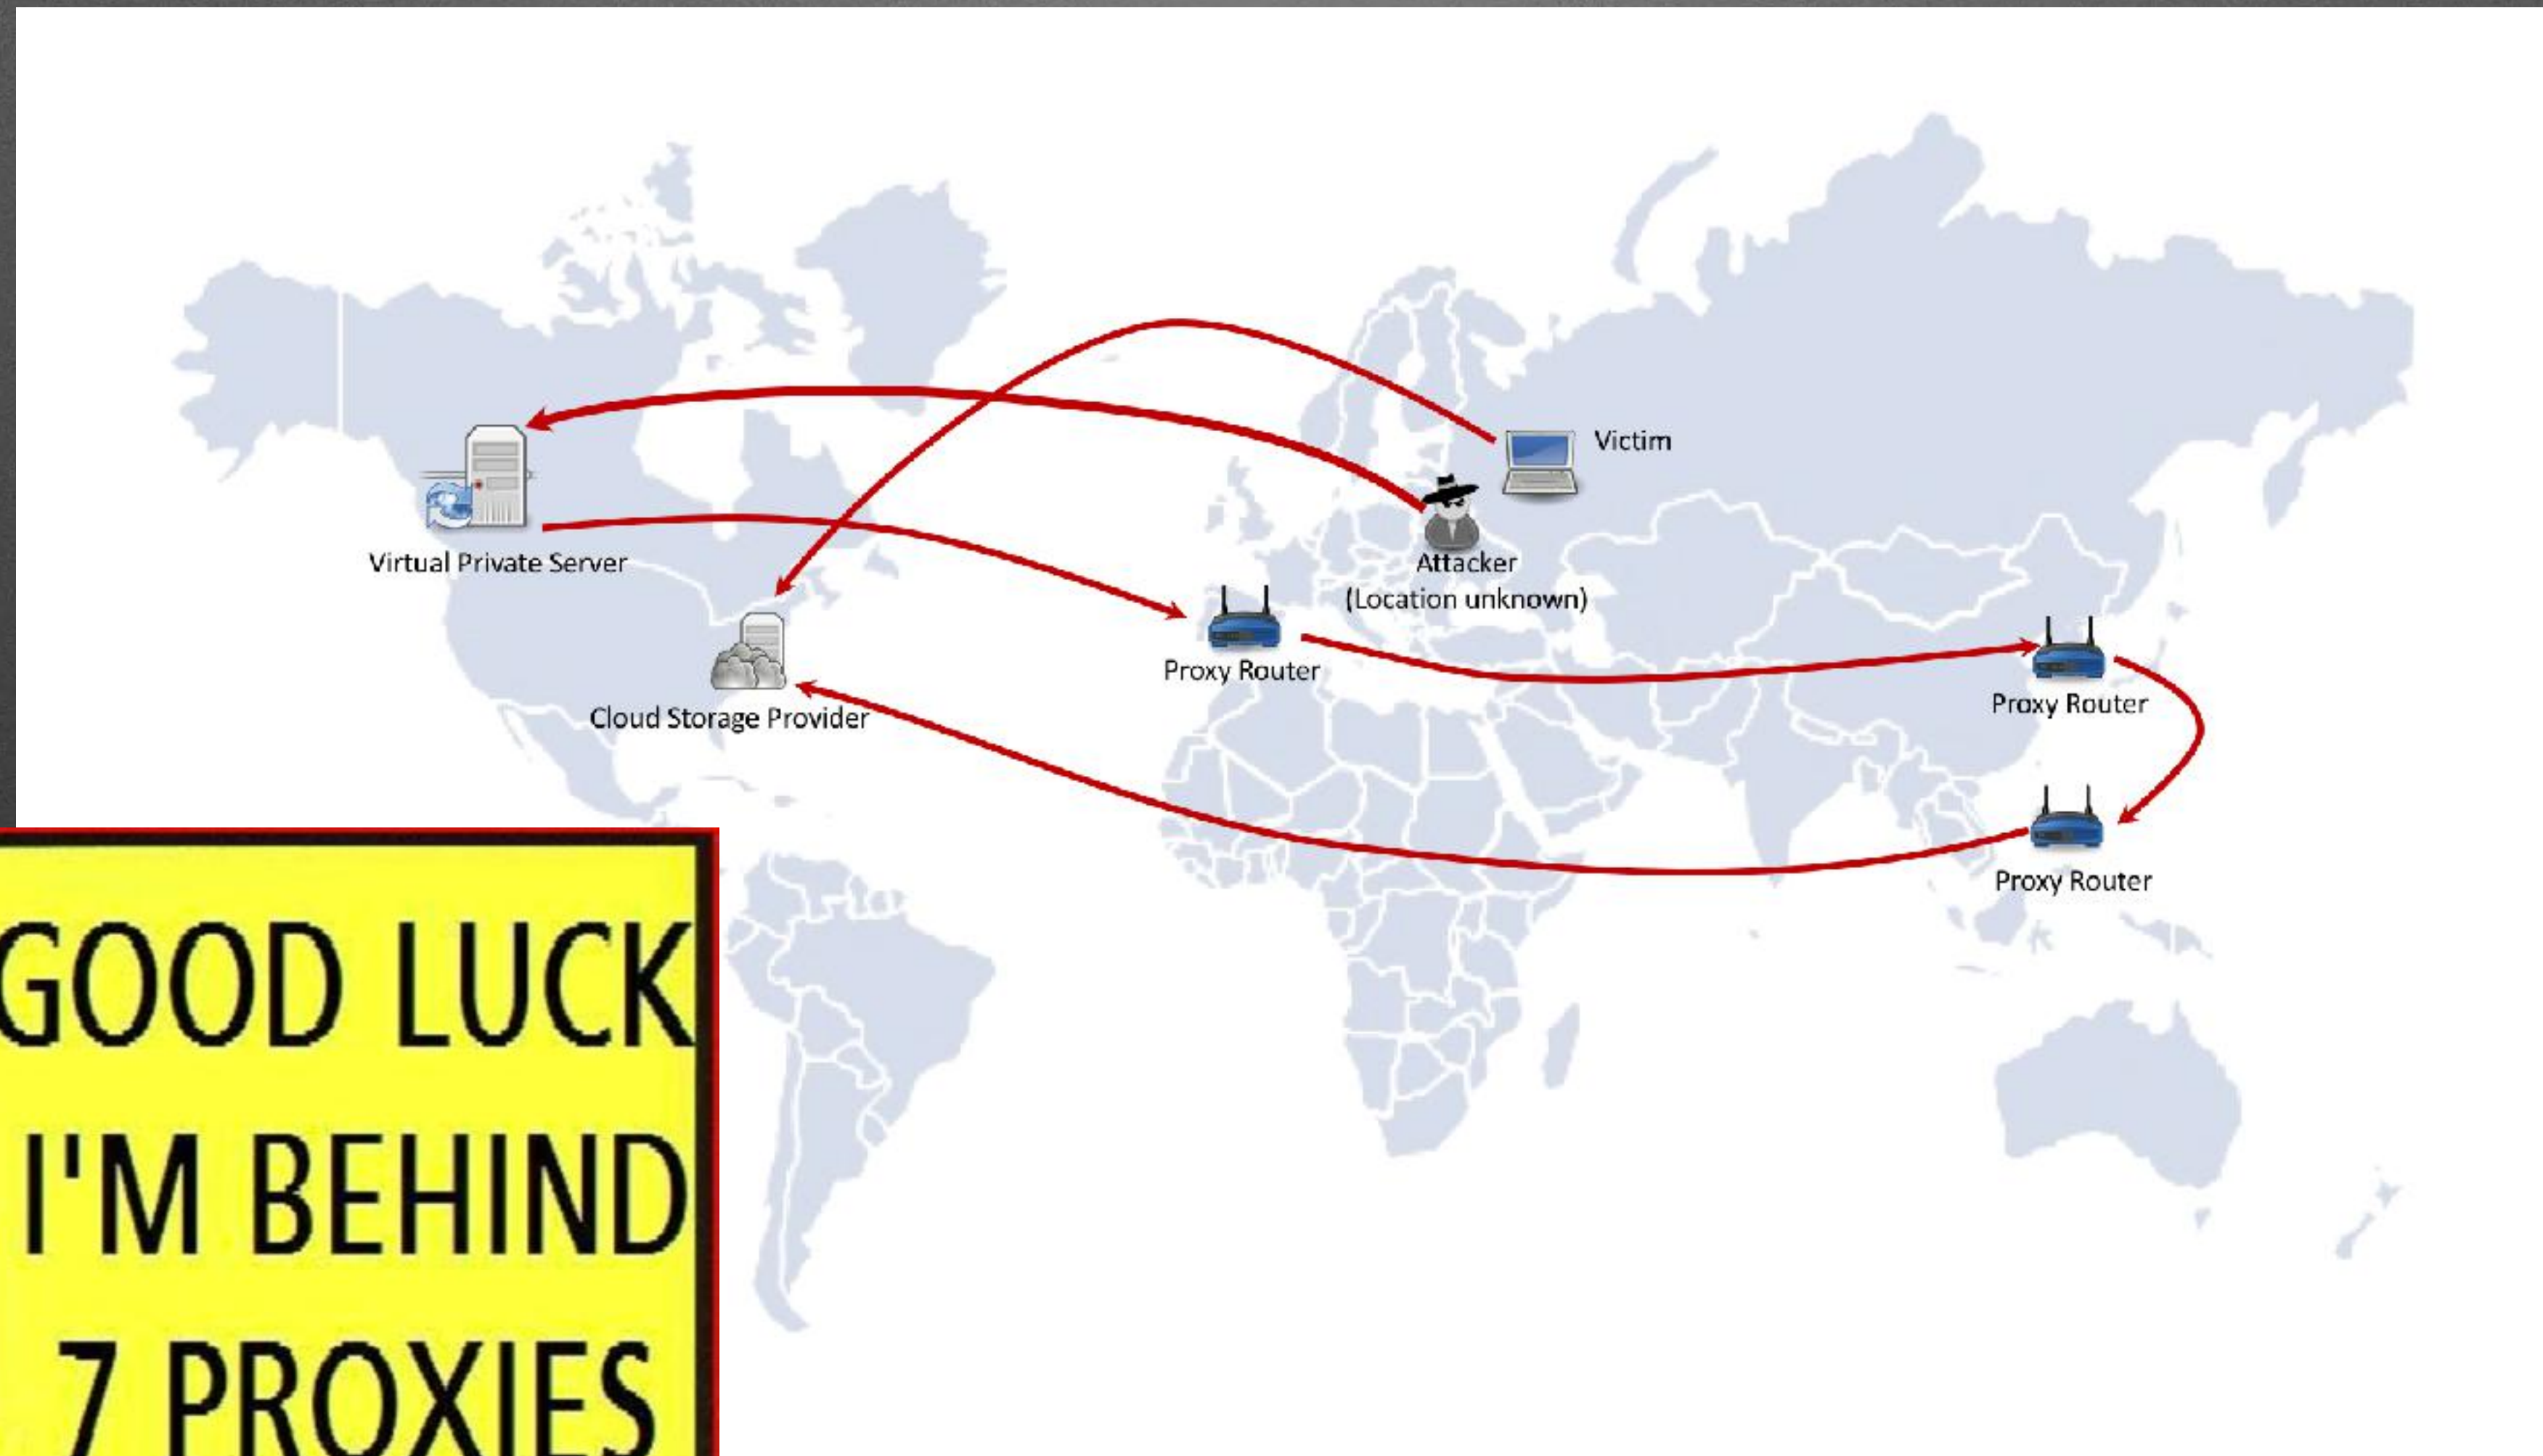 Victim
Attacker
(Location unknown)
Virtual Private Server
Proxy Router
Proxy Router
Cloud Storage Provider
Proxy Router
GOOD LUCK
I'M BEHIND
7 PROXIES